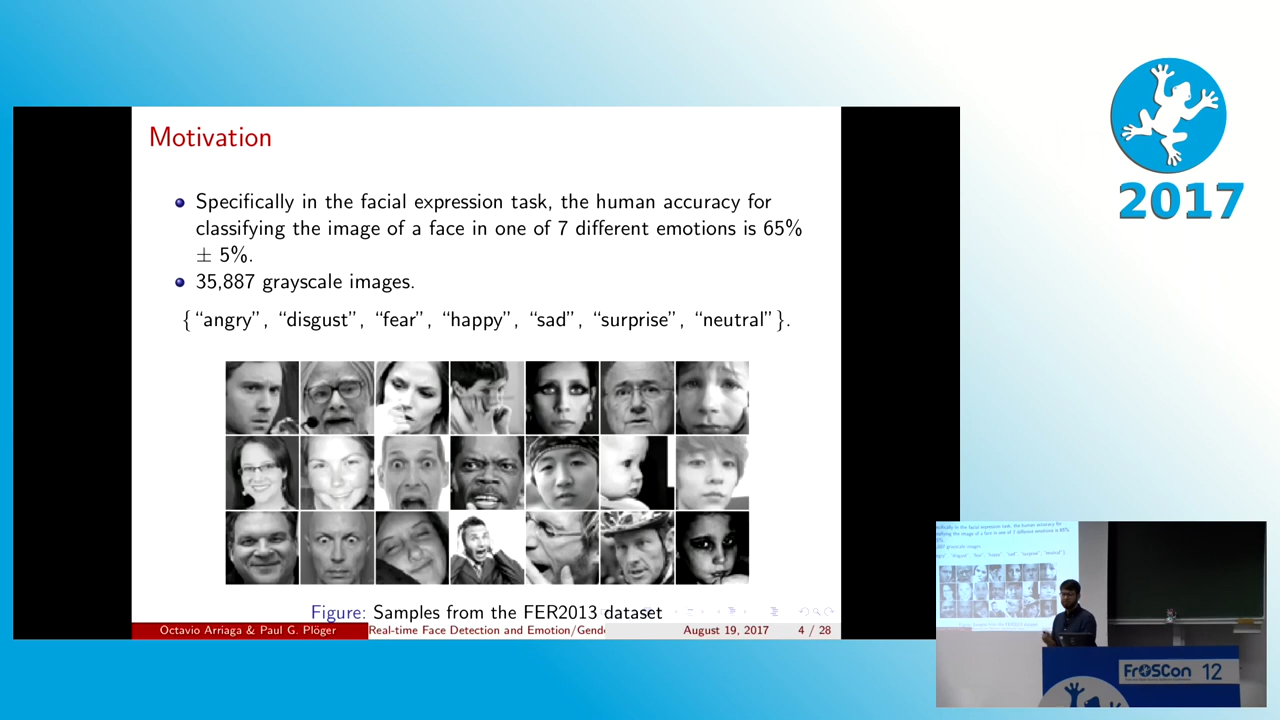 Motivation
Specifically in the facial expression task, the human accuracy for
classifying the image of a face in one of 7 different emotions is 65%
± 5%.
35,887 grayscale images.
{“angry”, “disgust”, “fear”, “happy”, “sad”, “surprise”, “neutral”}.
Figure: Samples from the FER2013 dataset
Octavio Arriaga & Paul G. Plöger
Real-time Face Detection and Emotion/Gend
August 19, 2017
4 / 28
2017
FrOSCon 12